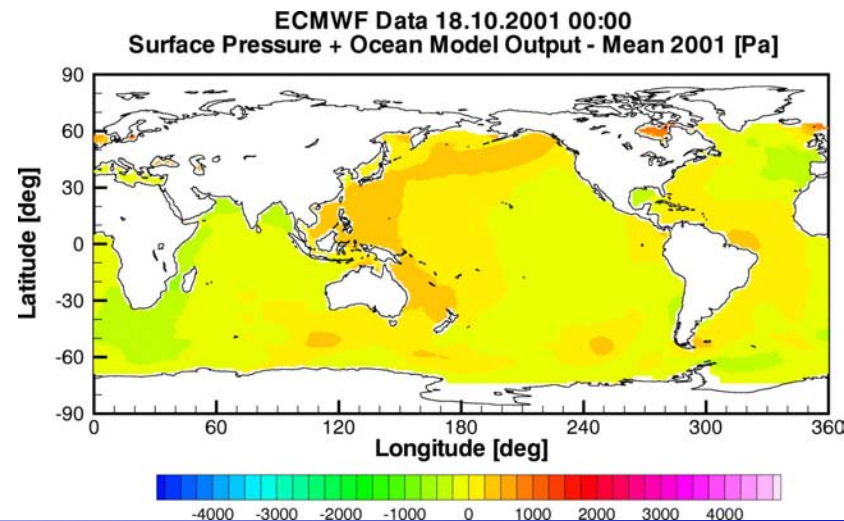 ECMWF Data 18.10.2001 00:00
Surface Pressure + Ocean Model Output - Mean 2001 [Pa]
90
60
30
0
-30
-60
-90
Latitude [deg]
0 60 120 180 240 300 360
Longitude [deg]
-4000 -3000 -2000 -1000 0 1000 2000 3000 4000